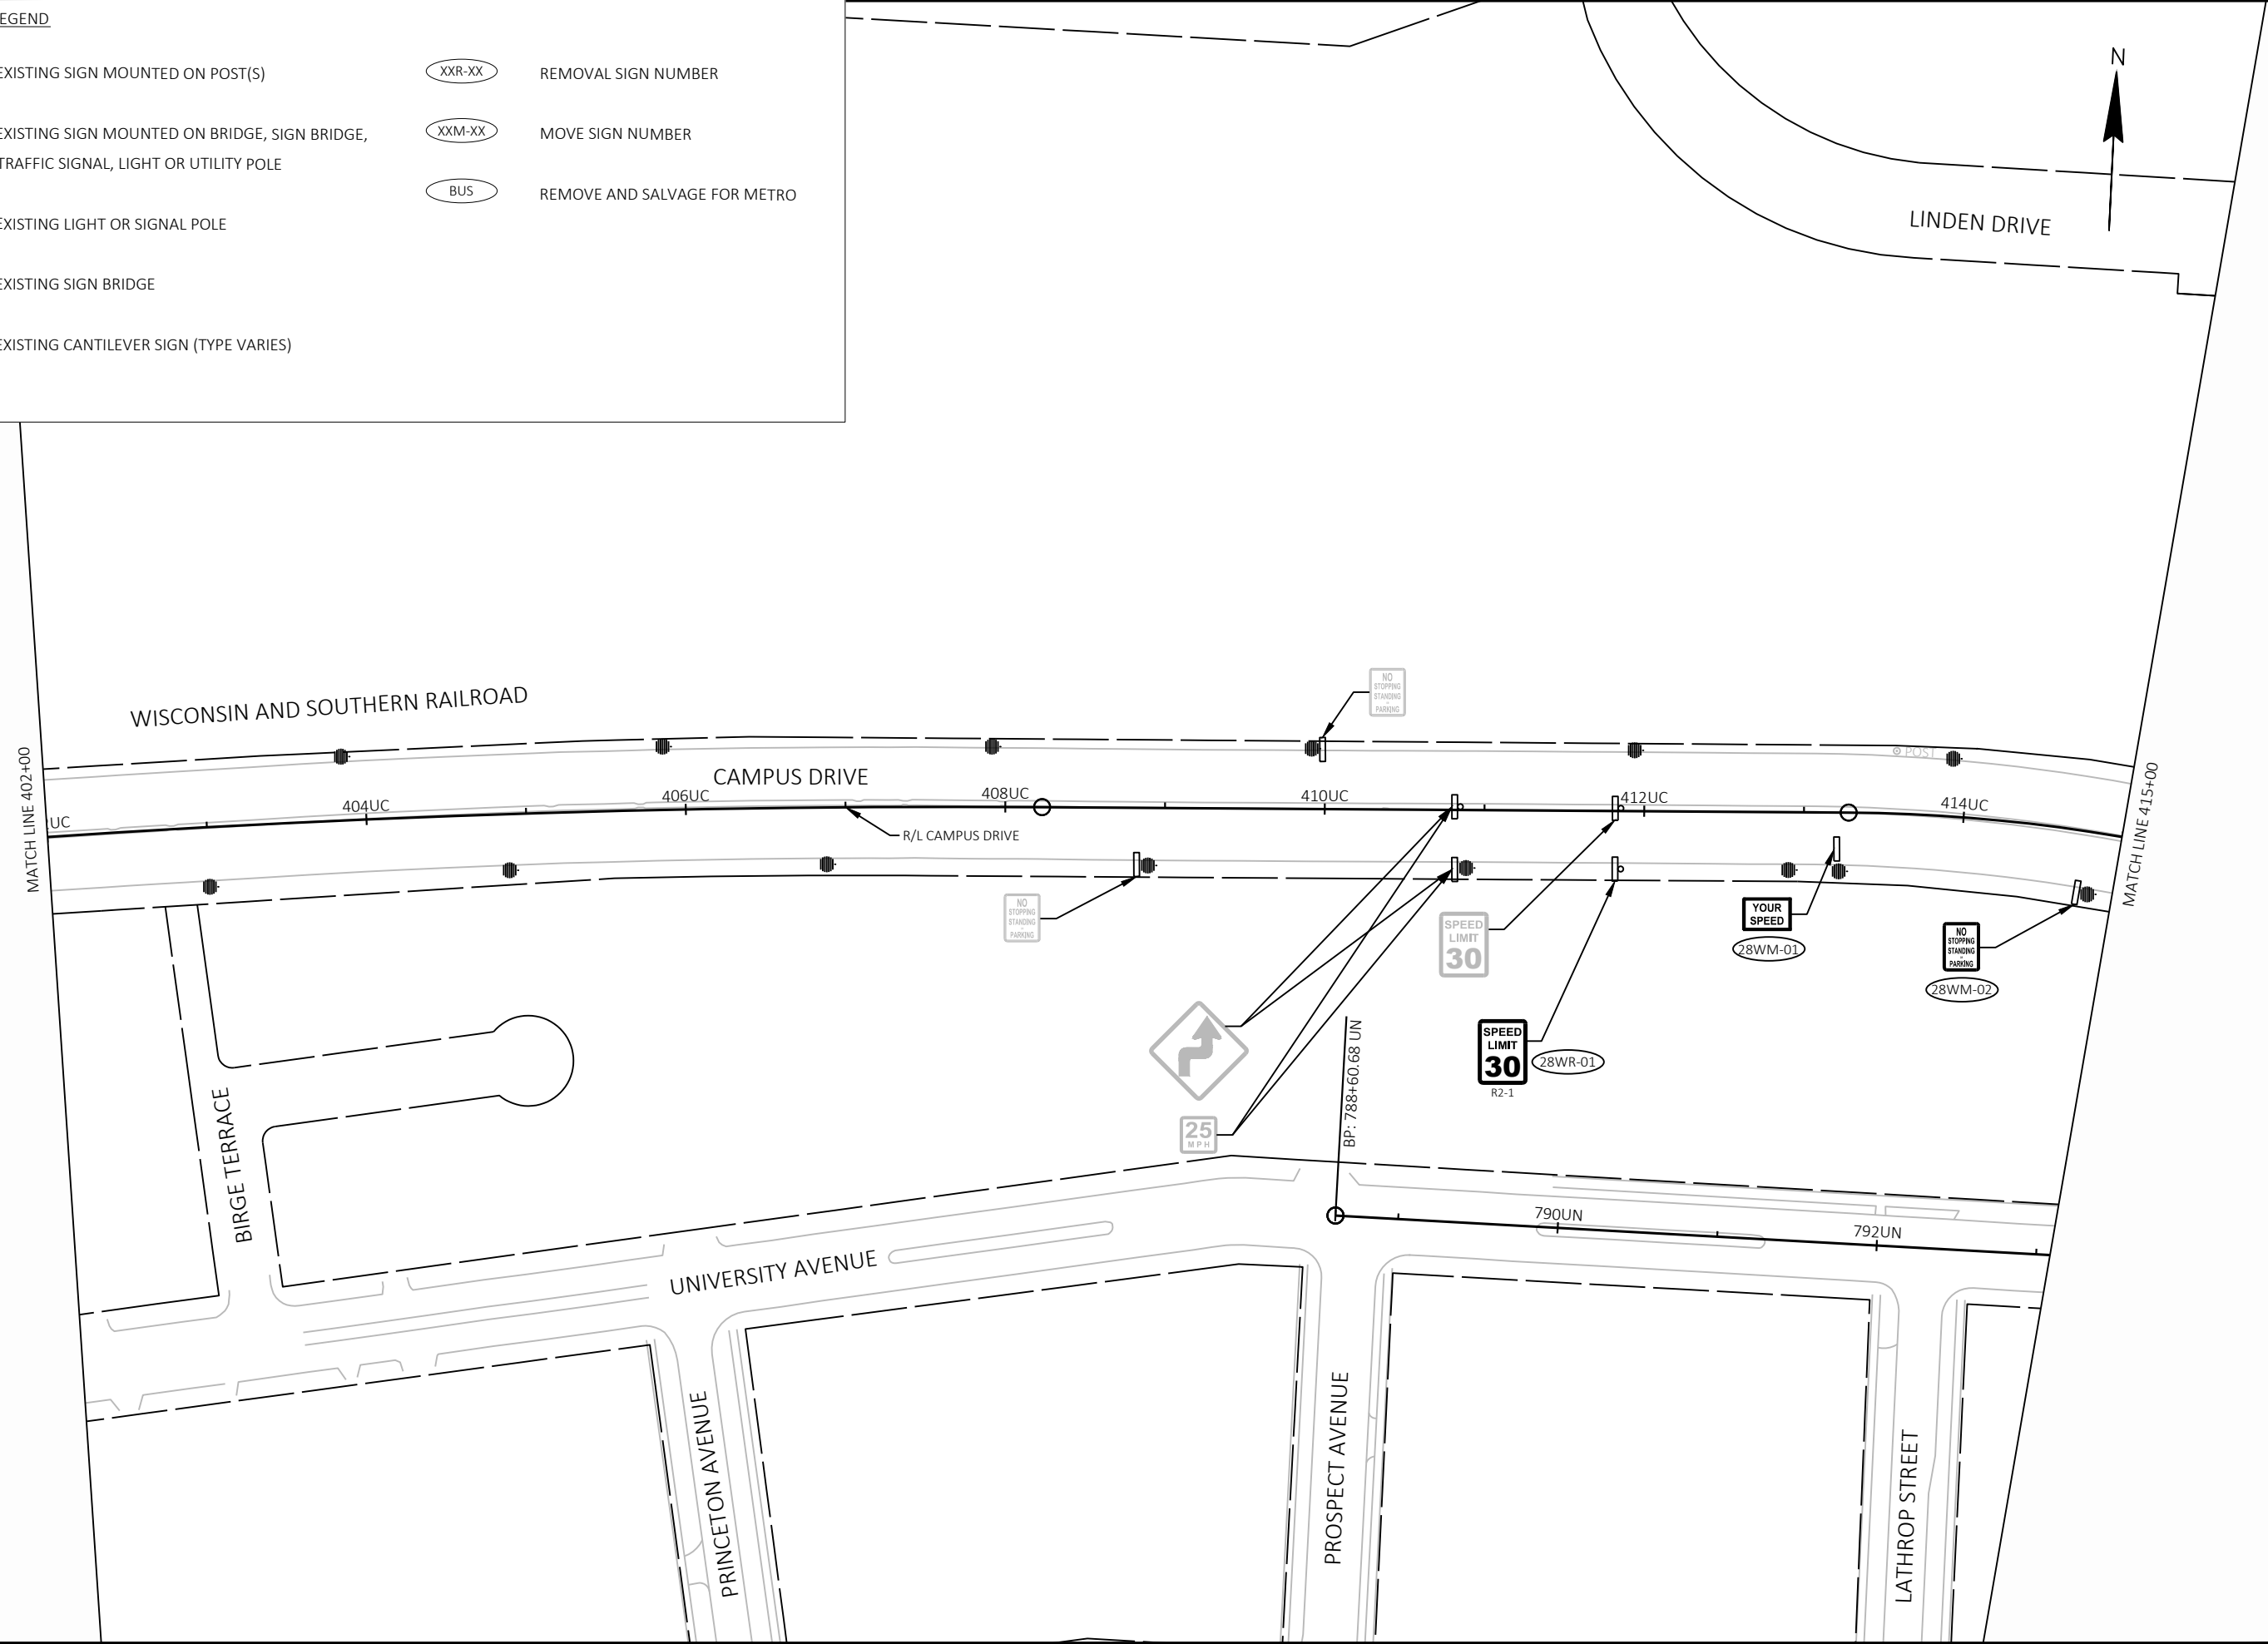 EGEND
EXISTING SIGN MOUNTED ON POST(S)
EXISTING SIGN MOUNTED ON BRIDGE, SIGN BRIDGE,
TRAFFIC SIGNAL, LIGHT OR UTILITY POLE
EXISTING LIGHT OR SIGNAL POLE
EXISTING SIGN BRIDGE
EXISTING CANTILEVER SIGN (TYPE VARIES)
XXR-XX REMOVAL SIGN NUMBER
XXM-XX MOVE SIGN NUMBER
BUS REMOVE AND SALVAGE FOR METRO
N
LINDEN DRIVE
WISCONSIN AND SOUTHERN RAILROAD
NO
STOPPING
STANDING
PARKING
POST
CAMPUS DRIVE
MATCH LINE 402+00
UC
404UC
406UC
408UC
410UC
412UC
414UC
MATCH LINE 415+00
R/L CAMPUS DRIVE
NO
STOPPING
STANDING
PARKING
SPEED
LIMIT
30
YOUR
SPEED
28WM-01
NO
STOPPING
STANDING
PARKING
28WM-02
SPEED
LIMIT
30
R2-1
28WR-01
25
MPH
BP: 788+60.68 UN
BIRGE TERRACE
UNIVERSITY AVENUE
790UN
792UN
PRINCETON AVENUE
PROSPECT AVENUE
LATHROP STREET